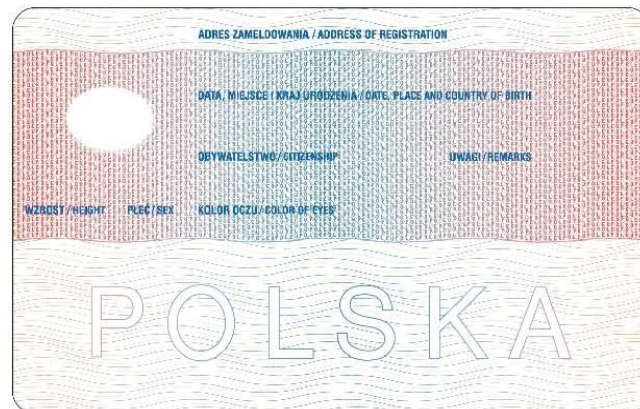 ADRES ZAMELDOWANIA / ADDRESS OF REGISTRATION
DATA, MIEJSCE I KRAJ URODZENIA / DATE, PLACE AND COUNTRY OF BIRTH
OBYWATELSTWO / CITIZENSHIP UWAGI / REMARKS
WZROST / HEIGHT PŁEĆ / SEX KOLOR OCZU / COLOR OF EYES
POLSKA